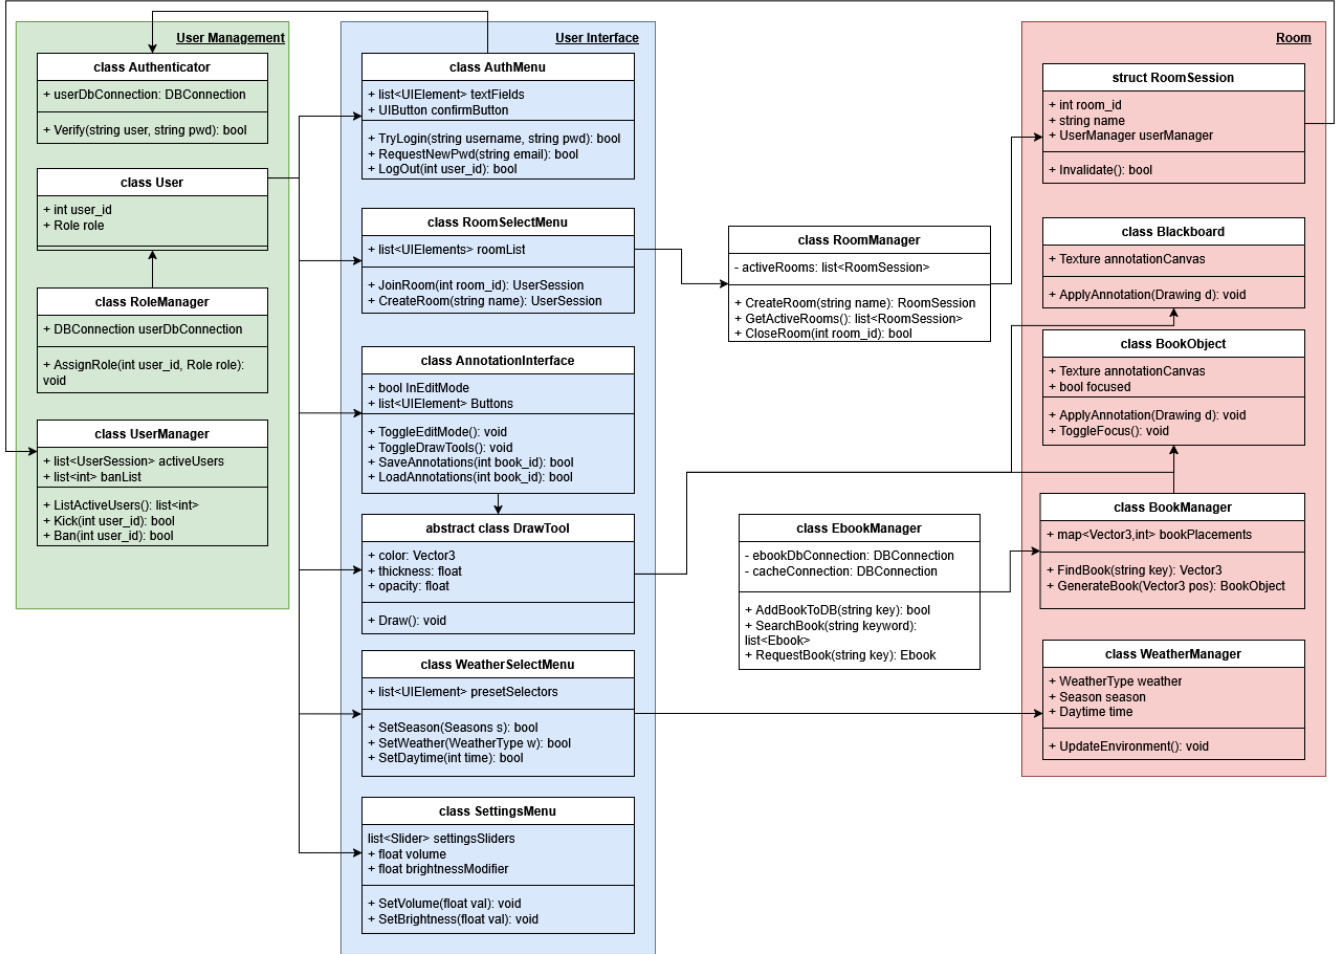 User Management
class Authenticator
+ userDbConnection: DBConnection
+ Verify(string user, string pwd): bool
class User
+ int user_id
+ Role role
class RoleManager
+ DBConnection userDbConnection
+ AssignRole(int user_id, Role role):
void
class UserManager
+ list<UserSession> activeUsers
+ list<int> banList
+ ListActiveUsers(): list<int>
+ Kick(int user_id): bool
+ Ban(int user_id): bool
User Interface
class AuthMenu
+ list<UIElement> textFields
+ UIButton confirmButton
+ TryLogin(string username, string pwd): bool
+ RequestNewPwd(string email): bool
+ LogOut(int user_id): bool
class RoomSelectMenu
+ list<UIElements> roomList
+ JoinRoom(int room_id): UserSession
+ CreateRoom(string name): UserSession
class AnnotationInterface
+ bool InEditMode
+ list<UIElement> Buttons
+ ToggleEditMode(): void
+ ToggleDrawTools(): void
+ SaveAnnotations(int book_id): bool
+ LoadAnnotations(int book_id): bool
abstract class DrawTool
+ color: Vector3
+ thickness: float
+ opacity: float
+ Draw(): void
class WeatherSelectMenu
+ list<UIElement> presetSelectors
+ SetSeason(Seasons s): bool
+ SetWeather(WeatherType w): bool
+ SetDaytime(int time): bool
class SettingsMenu
list<Slider> settingsSliders
+ float volume
+ float brightnessModifier
+ SetVolume(float val): void
+ SetBrightness(float val): void
class RoomManager
- activeRooms: list<RoomSession>
+ CreateRoom(string name): RoomSession
+ GetActiveRooms(): list<RoomSession>
+ CloseRoom(int room_id): bool
class EbookManager
- ebookDbConnection: DBConnection
- cacheConnection: DBConnection
+ AddBookToDB(string key): bool
+ SearchBook(string keyword):
list<Ebook>
+ RequestBook(string key): Ebook
Room
struct RoomSession
+ int room_id
+ string name
+ UserManager userManager
+ Invalidate(): bool
class Blackboard
+ Texture annotationCanvas
+ ApplyAnnotation(Drawing d): void
class BookObject
+ Texture annotationCanvas
+ bool focused
+ ApplyAnnotation(Drawing d): void
+ ToggleFocus(): void
class BookManager
+ map<Vector3,int> bookPlacements
+ FindBook(string key): Vector3
+ GenerateBook(Vector3 pos): BookObject
class WeatherManager
+ WeatherType weather
+ Season season
+ Daytime time
+ UpdateEnvironment(): void